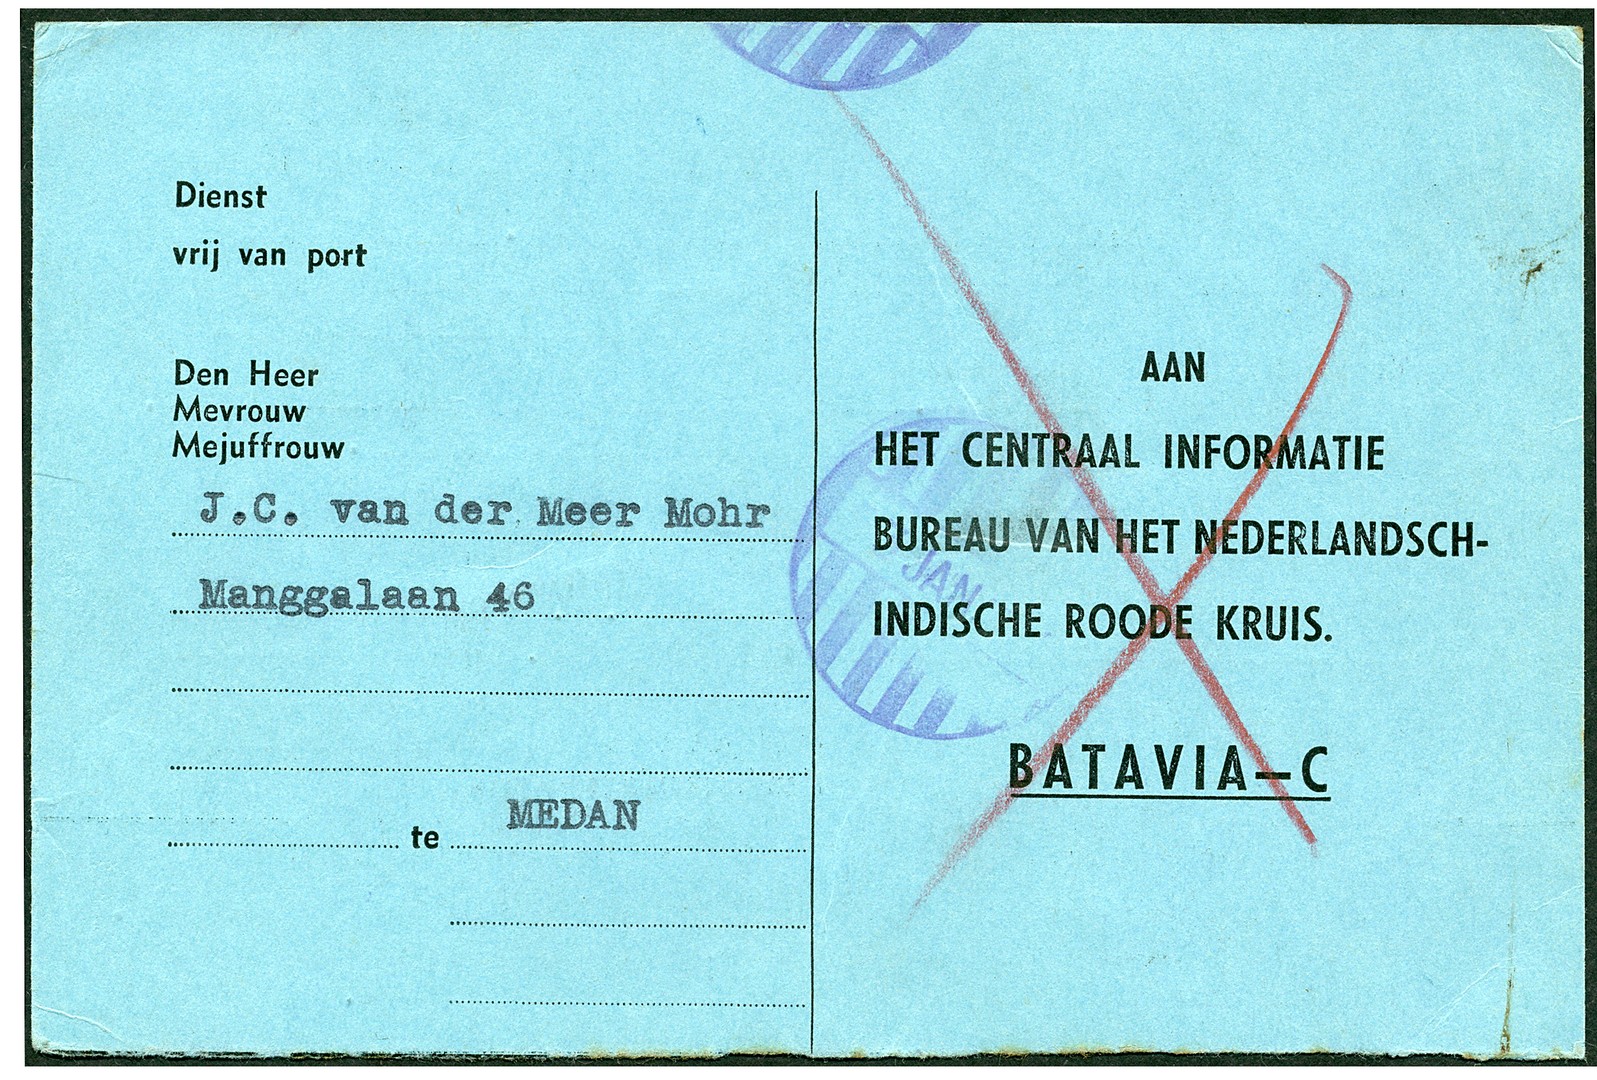 Dienst
vrij van port
Den Heer
Mevrouw
Mejuffrouw
J.C. van der Meer Mohr
Manggalaan 46
te MEDAN
AAN
HET CENTRAAL INFORMATIE
BUREAU VAN HET NEDERLANDSCH-
INDISCHE ROODE KRUIS.
BATAVIA–C
JAN